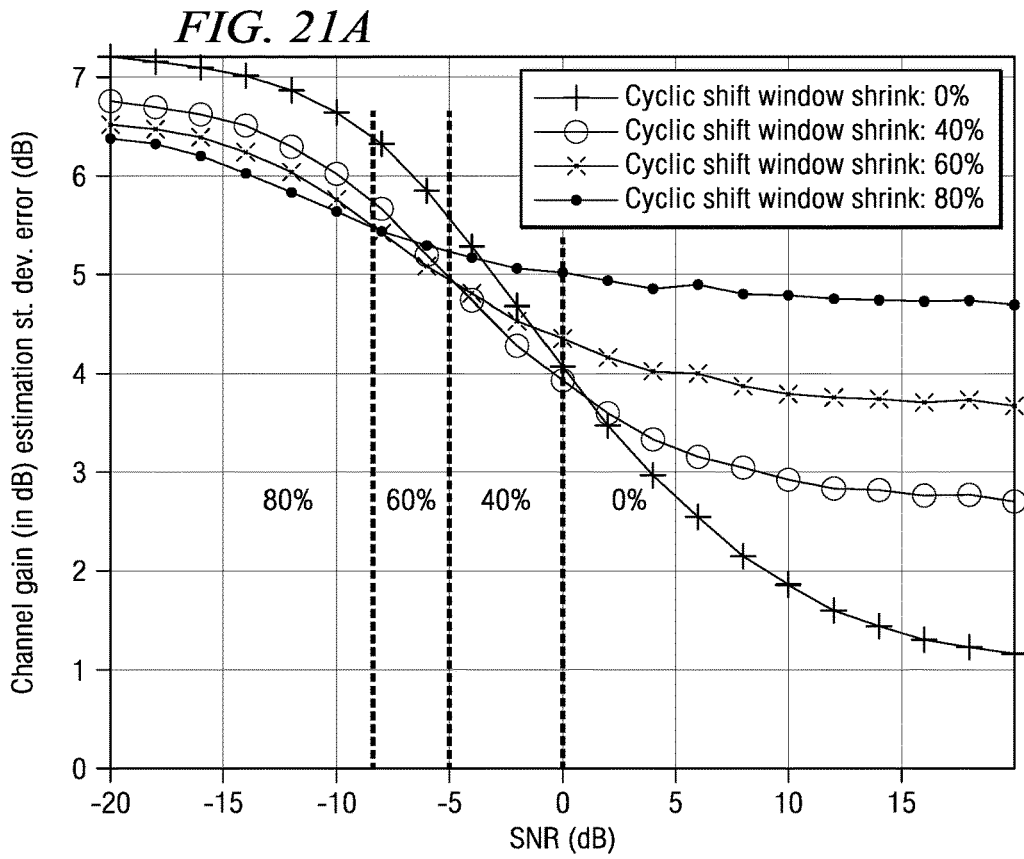 FIG. 21A
Channel gain (in dB) estimation st. dev. error (dB)
7
6
5
4
3
2
1
0
Cyclic shift window shrink: 0%
Cyclic shift window shrink: 40%
Cyclic shift window shrink: 60%
Cyclic shift window shrink: 80%
80% 60% 40% 0%
-20 -15 -10 -5 0 5 10 15
SNR (dB)